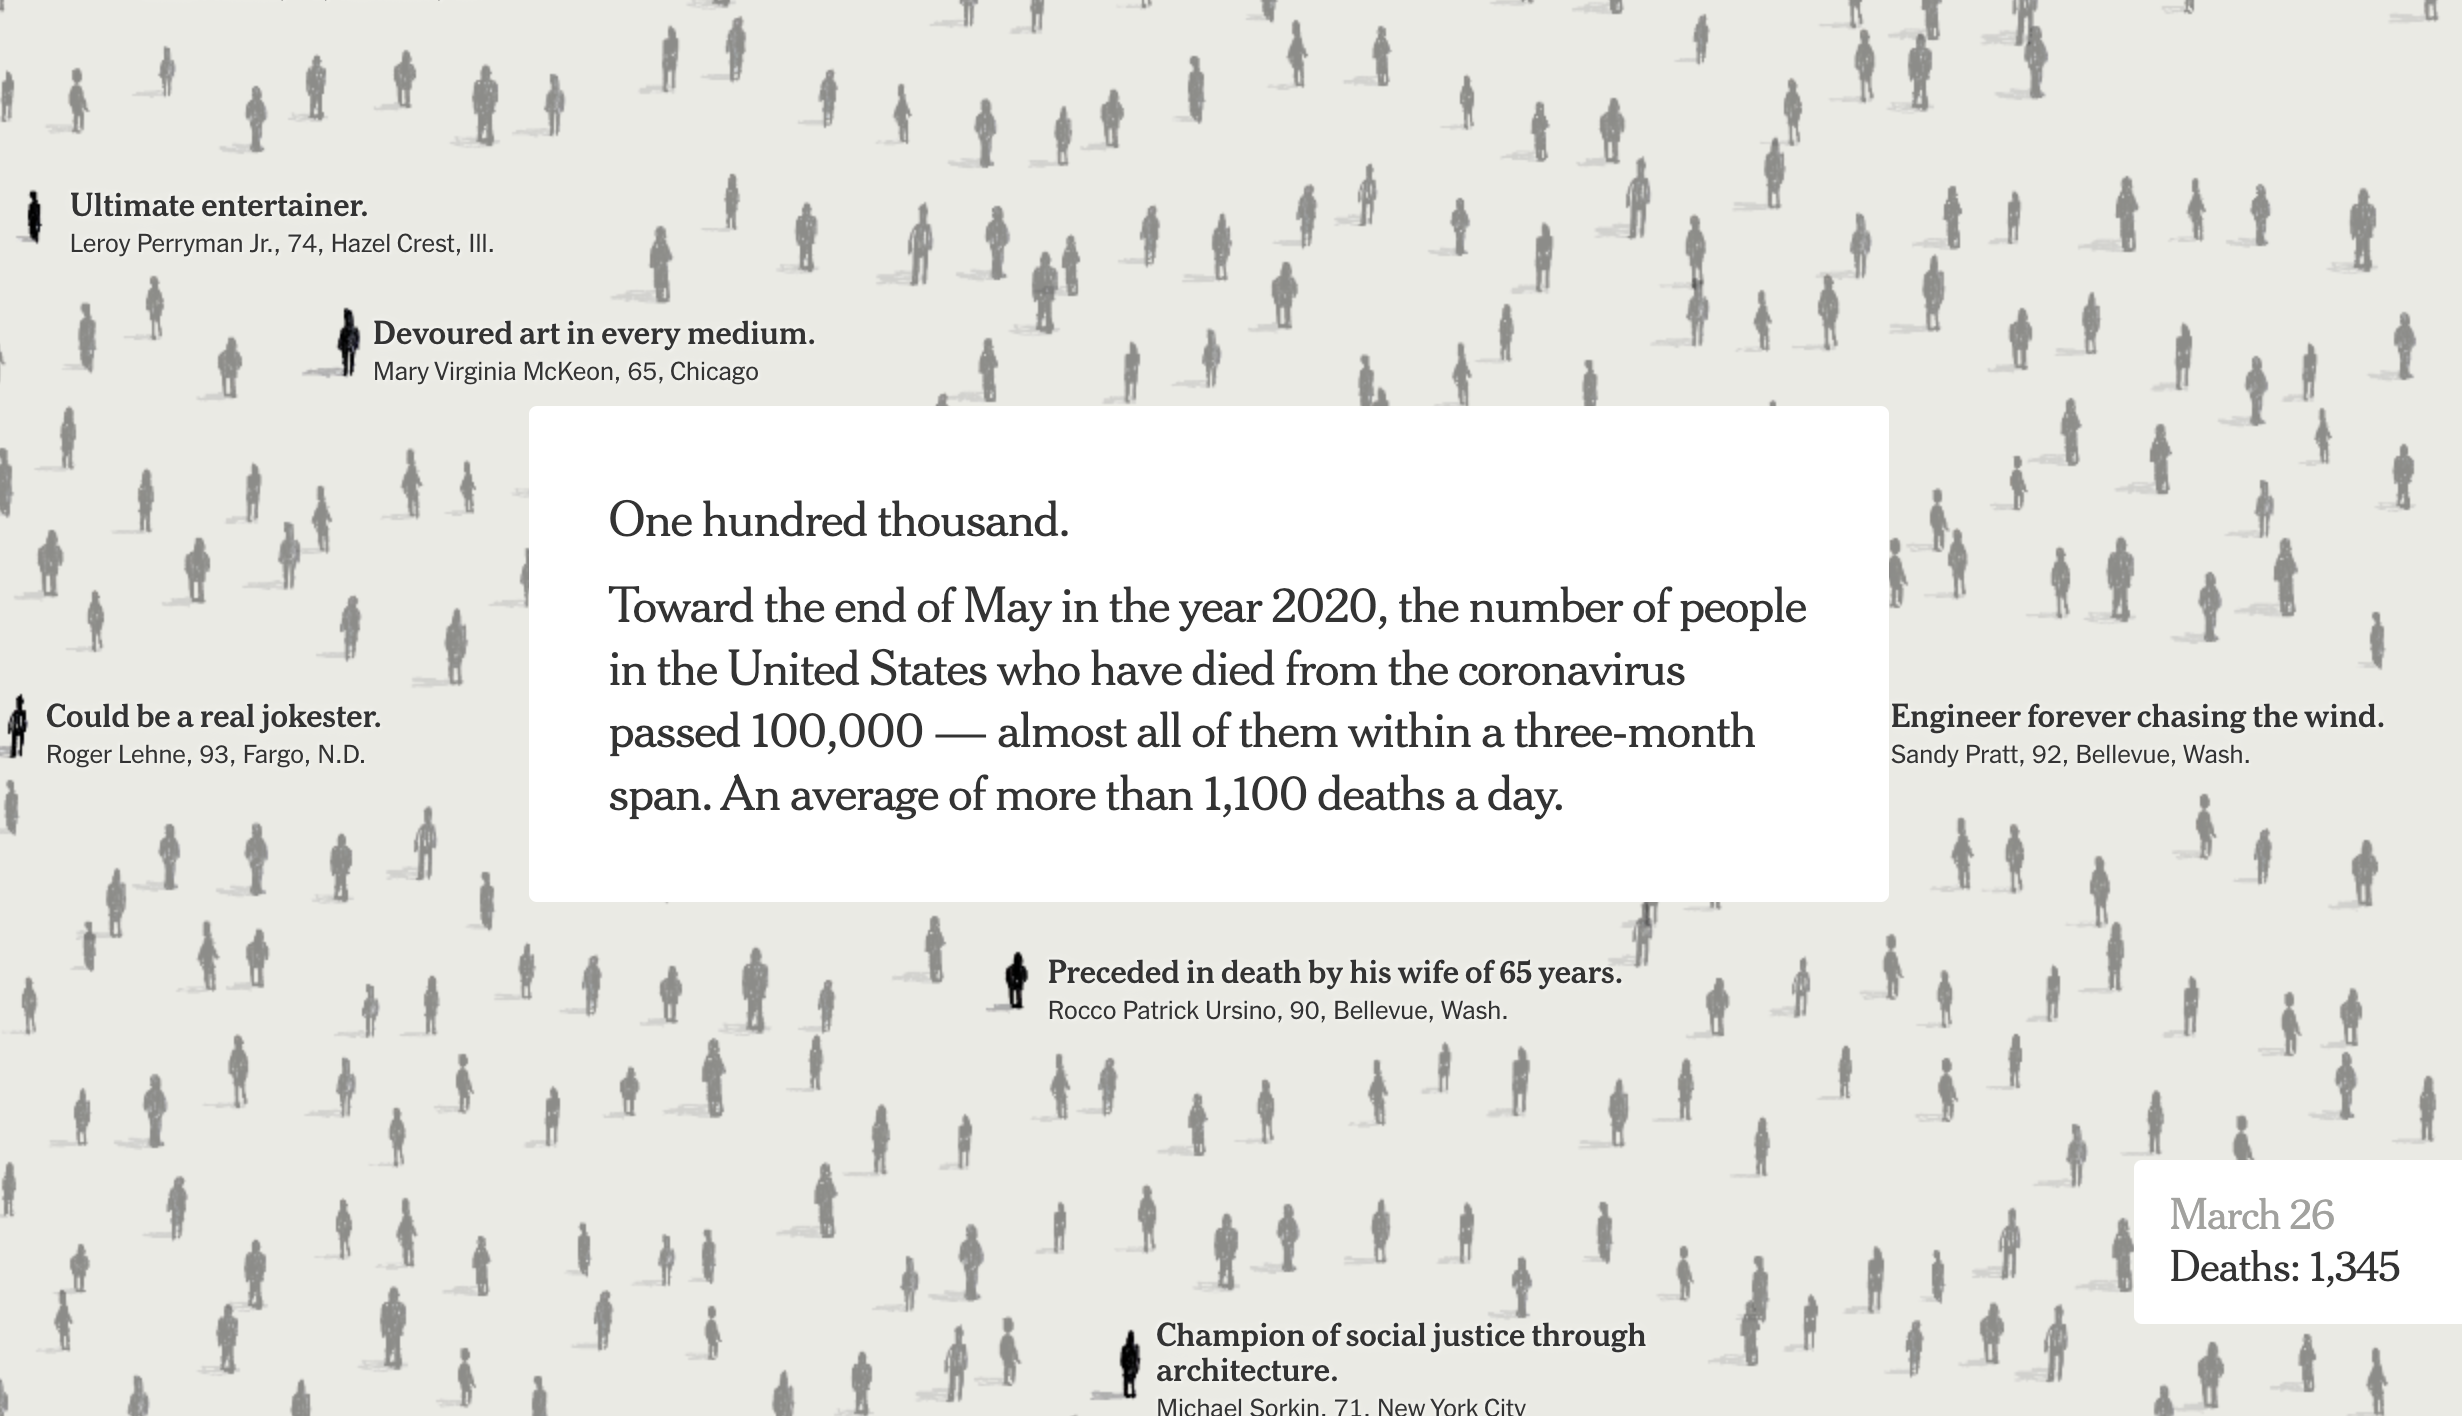 Ultimate entertainer.
Leroy Perryman Jr., 74, Hazel Crest, Ill.
Devoured art in every medium.
Mary Virginia McKeon, 65, Chicago
One hundred thousand.
Toward the end of May in the year 2020, the number of people
in the United States who have died from the coronavirus
passed 100,000 — almost all of them within a three-month
span. An average of more than 1,100 deaths a day.
Could be a real jokester.
Roger Lehne, 93, Fargo, N.D.
Engineer forever chasing the wind.
Sandy Pratt, 92, Bellevue, Wash.
Preceded in death by his wife of 65 years.
Rocco Patrick Ursino, 90, Bellevue, Wash.
March 26
Deaths: 1,345
Champion of social justice through
architecture.
Michael Sorkin, 71, New York City